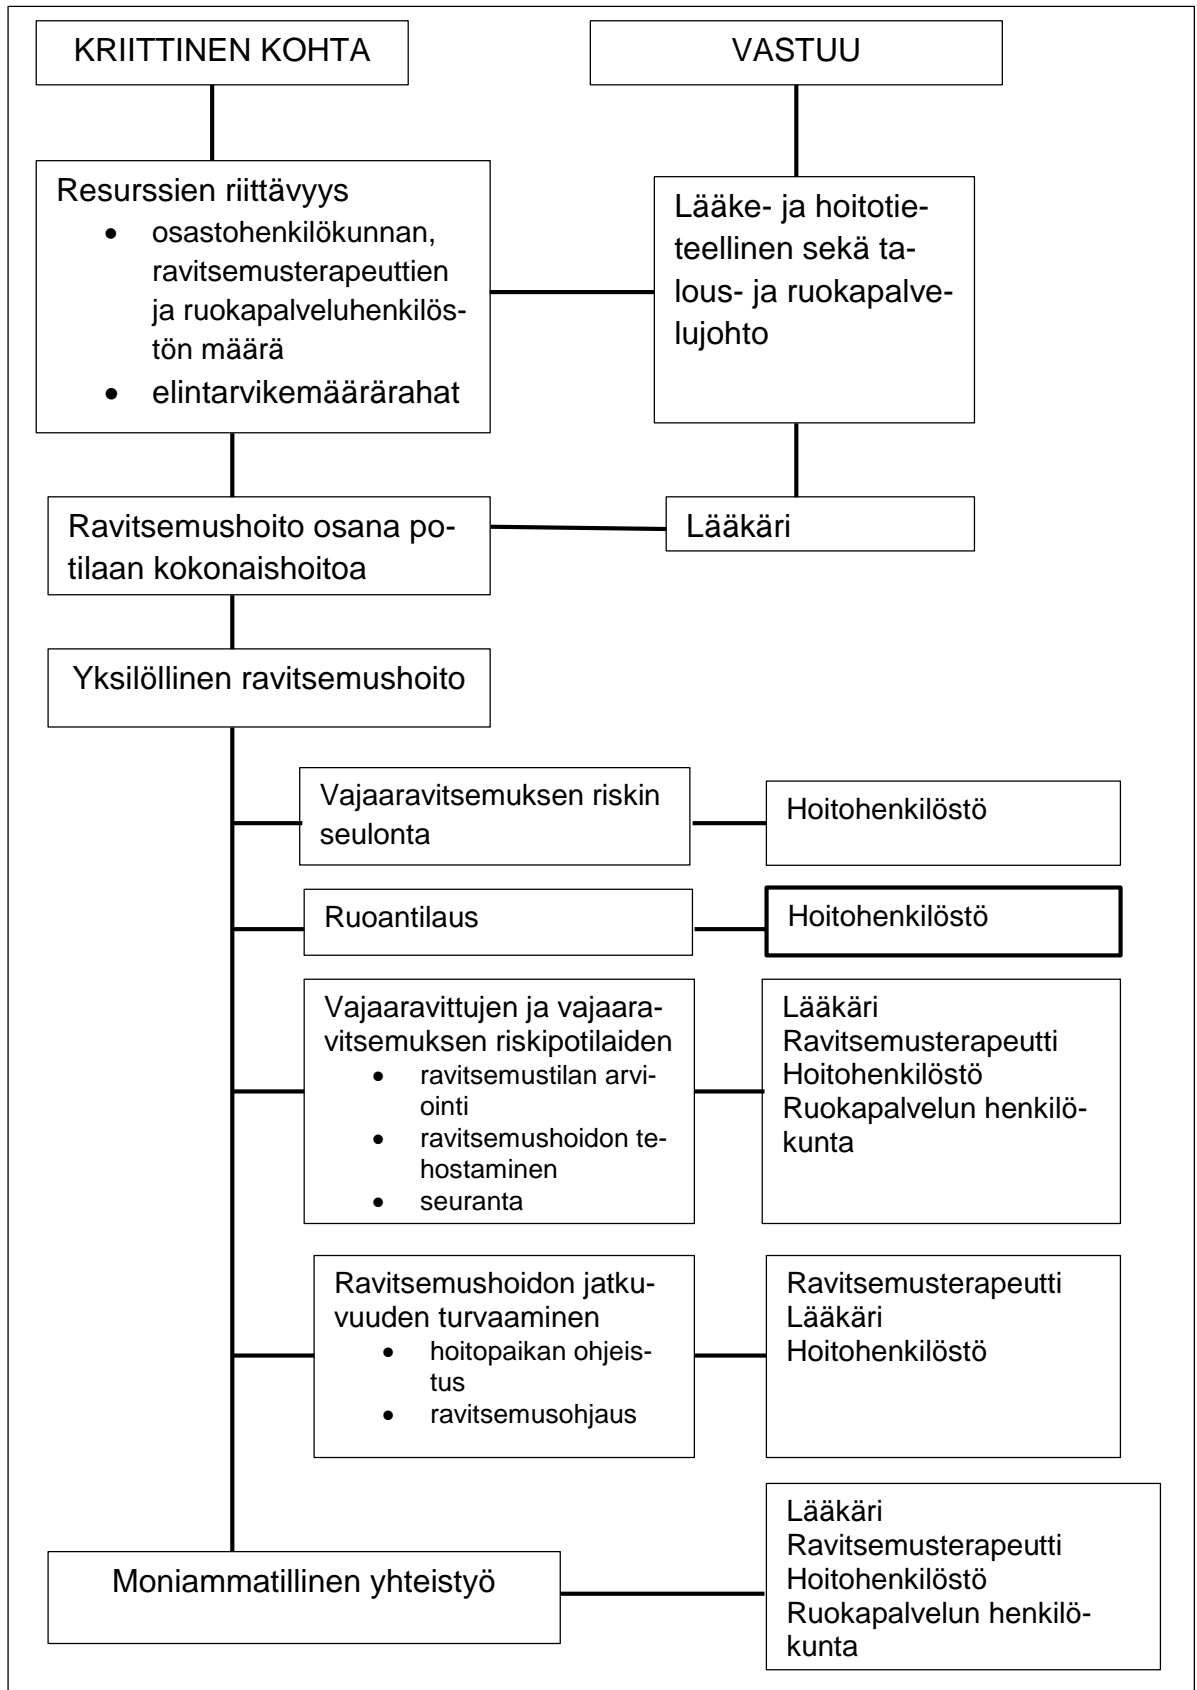 KRIITTINEN KOHTA
VASTUU
Resurssien riittävyys
• osastohenkilökunnan,
ravitsemusterapeuttien
ja ruokapalveluhenkilös-
tön määrä
• elintarvikemäärärahat
Lääke- ja hoitotie-
teellinen sekä ta-
lous- ja ruokapalve-
lujohto
Ravitsemushoito osana po-
tilaan kokonaishoitoa
Lääkäri
Yksilöllinen ravitsemushoito
Vajaaravitsemuksen riskin
seulonta
Hoitohenkilöstö
Ruoantilaus
Hoitohenkilöstö
Vajaaravittujen ja vajaara-
vitsemuksen riskipotilaiden
• ravitsemustilan arvi-
ointi
• ravitsemushoidon te-
hostaminen
• seuranta
Lääkäri
Ravitsemusterapeutti
Hoitohenkilöstö
Ruokapalvelun henkilö-
kunta
Ravitsemushoidon jatku-
vuuden turvaaminen
• hoitopaikan ohjeis-
tus
• ravitsemusohjaus
Ravitsemusterapeutti
Lääkäri
Hoitohenkilöstö
Moniammatillinen yhteistyö
Lääkäri
Ravitsemusterapeutti
Hoitohenkilöstö
Ruokapalvelun henkilö-
kunta